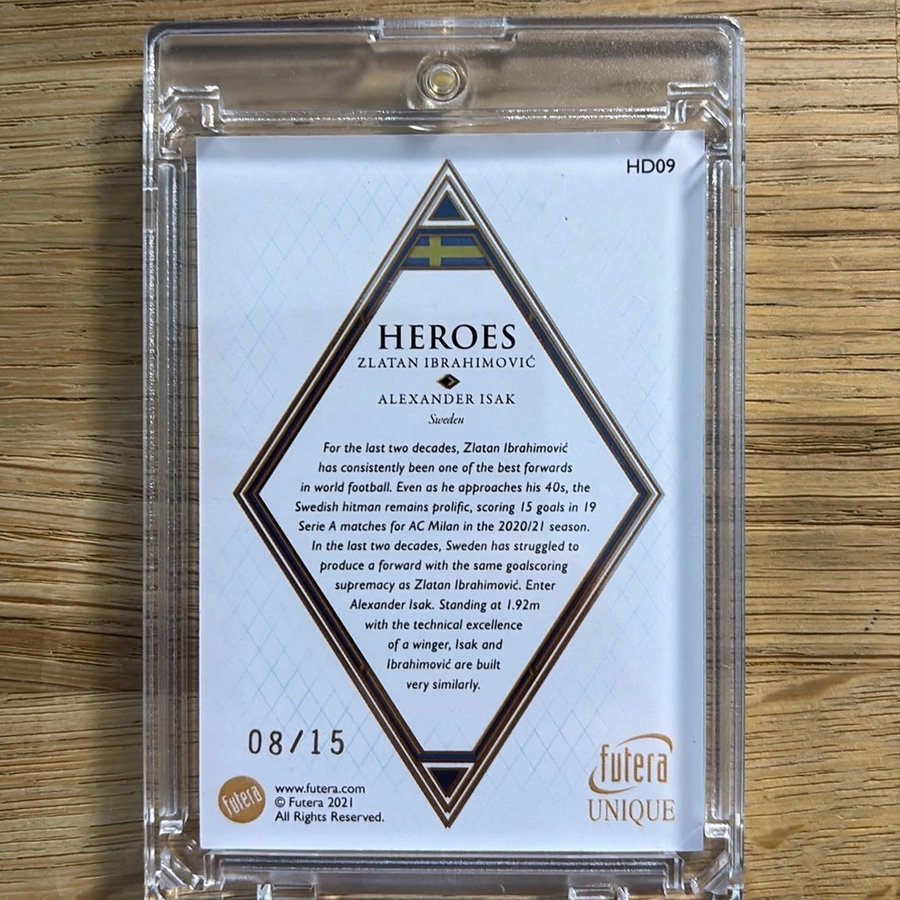 HD09
HEROES
ZLATAN IBRAHIMOVIĆ
ALEXANDER ISAK
Sweden
For the last two decades, Zlatan Ibrahimović
has consistently been one of the best forwards
in world football. Even as he approaches his 40s, the
Swedish hitman remains prolific, scoring 15 goals in 19
Serie A matches for AC Milan in the 2020/21 season.
In the last two decades, Sweden has struggled to
produce a forward with the same goalscoring
supremacy as Zlatan Ibrahimović. Enter
Alexander Isak. Standing at 1.92m
with the technical excellence
of a winger, Isak and
Ibrahimović are built
very similarly.
08/15
futera
www.futera.com
© Futera 2021
All Rights Reserved.
futera
UNIQUE